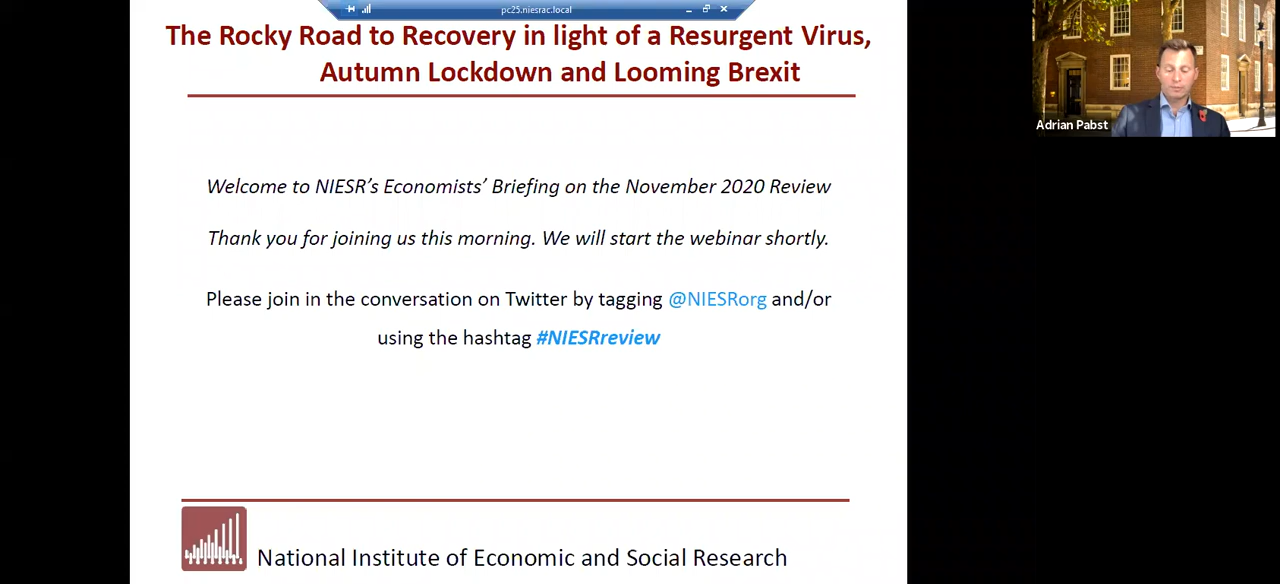 pc25.niesrac.local
The Rocky Road to Recovery in light of a Resurgent Virus,
Autumn Lockdown and Looming Brexit
Adrian Pabst
Welcome to NIESR’s Economists’ Briefing on the November 2020 Review
Thank you for joining us this morning. We will start the webinar shortly.
Please join in the conversation on Twitter by tagging @NIESRorg and/or
using the hashtag #NIESRreview
National Institute of Economic and Social Research